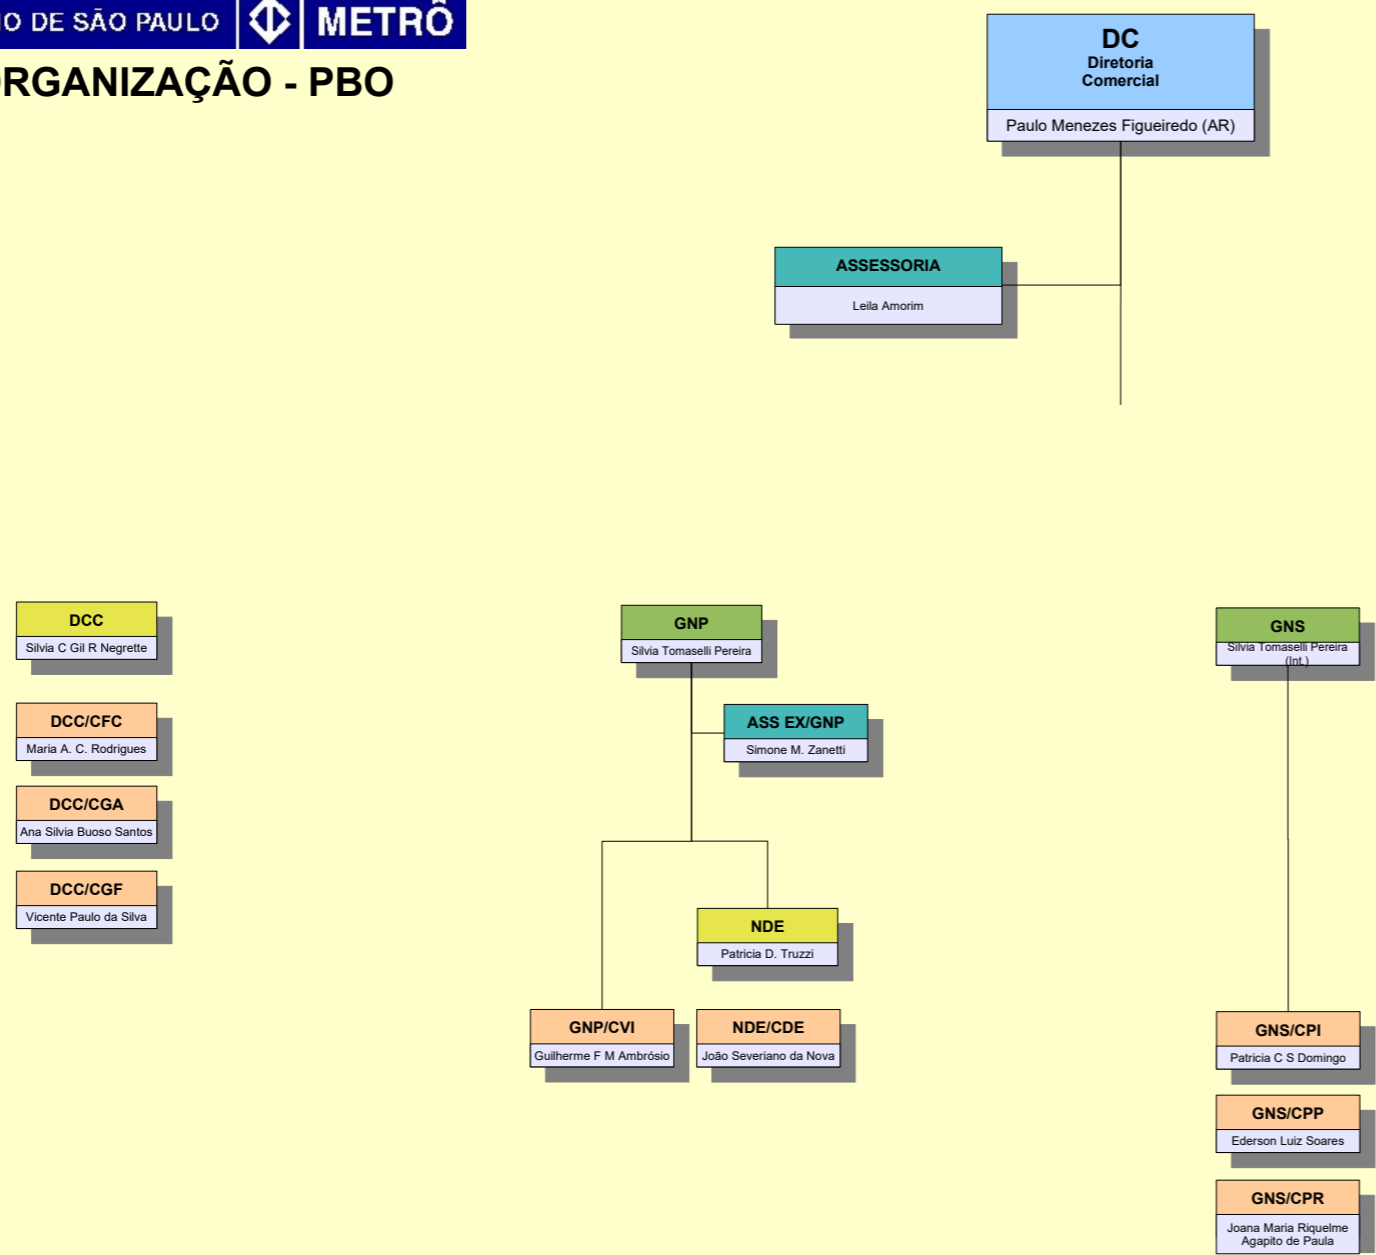 IO DE SÃO PAULO METRÔ
RGANIZAÇÃO - PBO
DC
Diretoria
Comercial
Paulo Menezes Figueiredo (AR)
ASSESSORIA
Leila Amorim
DCC
Silvia C Gil R Negrette
DCC/CFC
Maria A. C. Rodrigues
DCC/CGA
Ana Silvia Buoso Santos
DCC/CGF
Vicente Paulo da Silva
GNP
Silvia Tomaselli Pereira
ASS EX/GNP
Simone M. Zanetti
NDE
Patricia D. Truzzi
GNP/CVI
Guilherme F M Ambrósio
NDE/CDE
João Severiano da Nova
GNS
Silvia Tomaselli Pereira
(Int.)
GNS/CPI
Patricia C S Domingo
GNS/CPP
Ederson Luiz Soares
GNS/CPR
Joana Maria Riquelme
Agapito de Paula